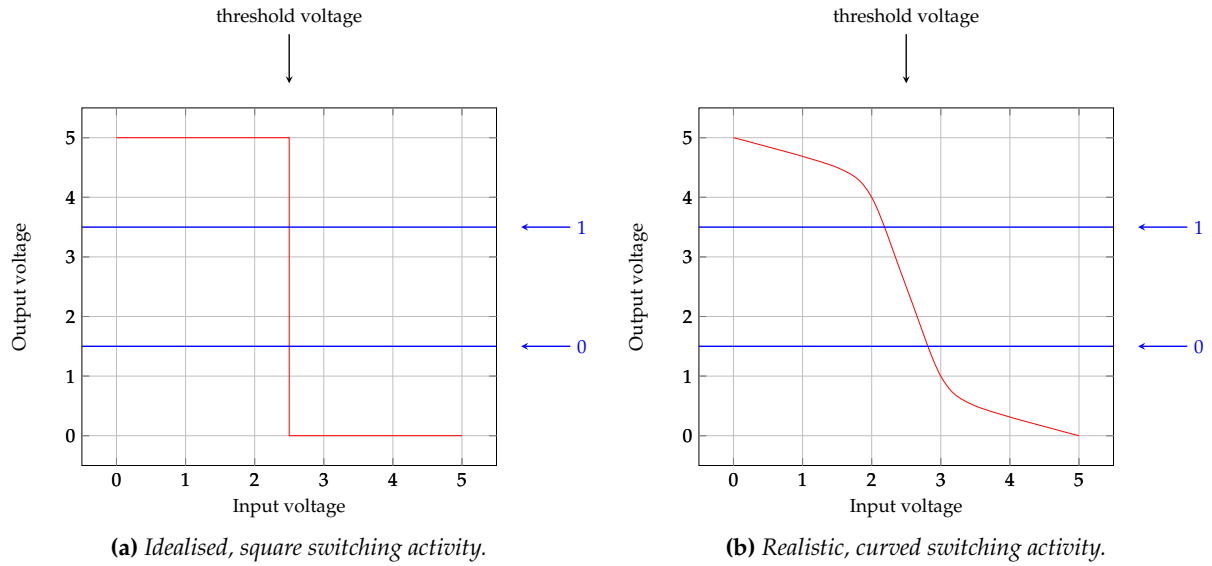 threshold voltage
5
4
3
2
1
0
Output voltage
1
0
0 1 2 3 4 5
Input voltage
(a) Idealised, square switching activity.
threshold voltage
5
4
3
2
1
0
Output voltage
1
0
0 1 2 3 4 5
Input voltage
(b) Realistic, curved switching activity.